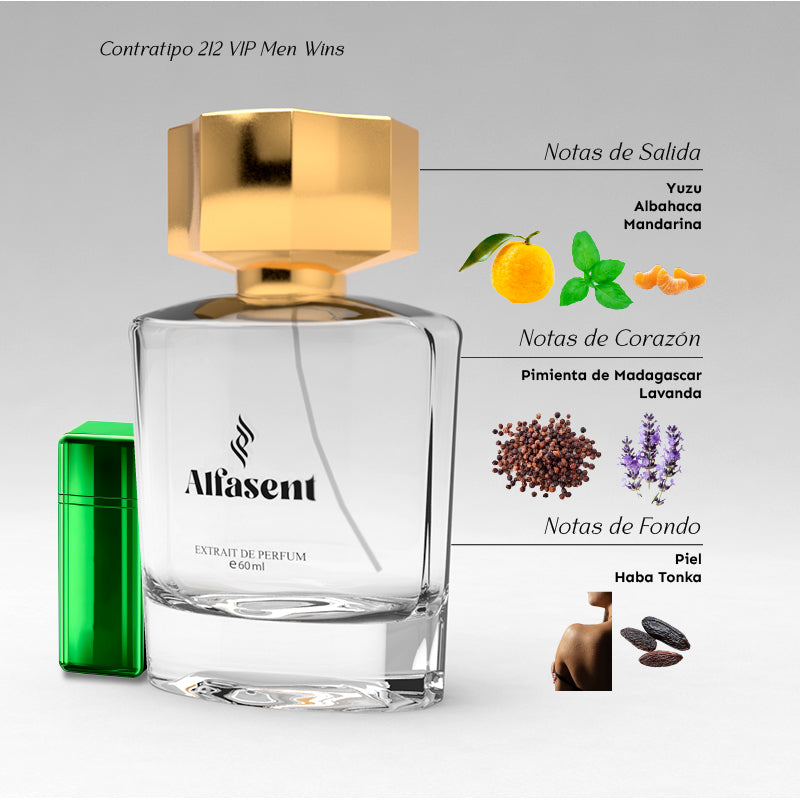 Contratipo 212 VIP Men Wins
Notas de Salida
Yuzu
Albahaca
Mandarina
Notas de Corazón
Pimienta de Madagascar
Lavanda
Alfasent
EXTRAIT DE PERFUM
e60ml
Notas de Fondo
Piel
Haba Tonka